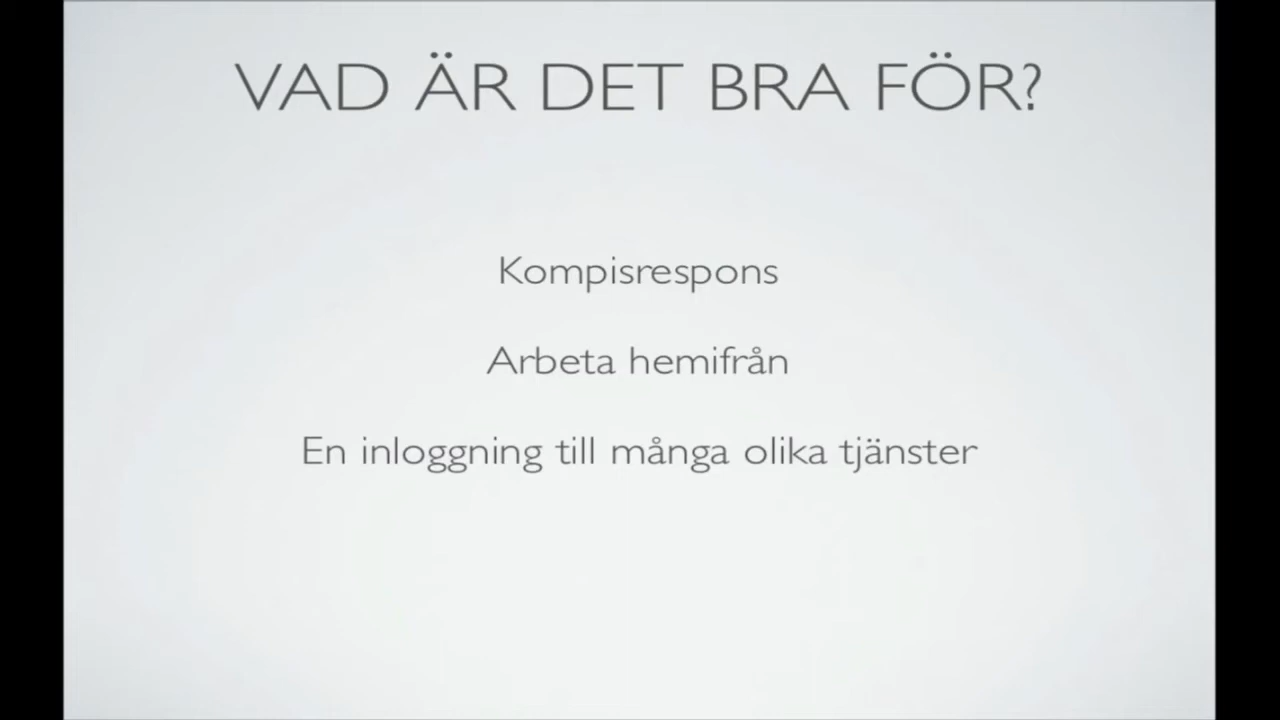 VAD ÄR DET BRA FÖR?
Kompisrespons
Arbeta hemifrån
En inloggning till många olika tjänster